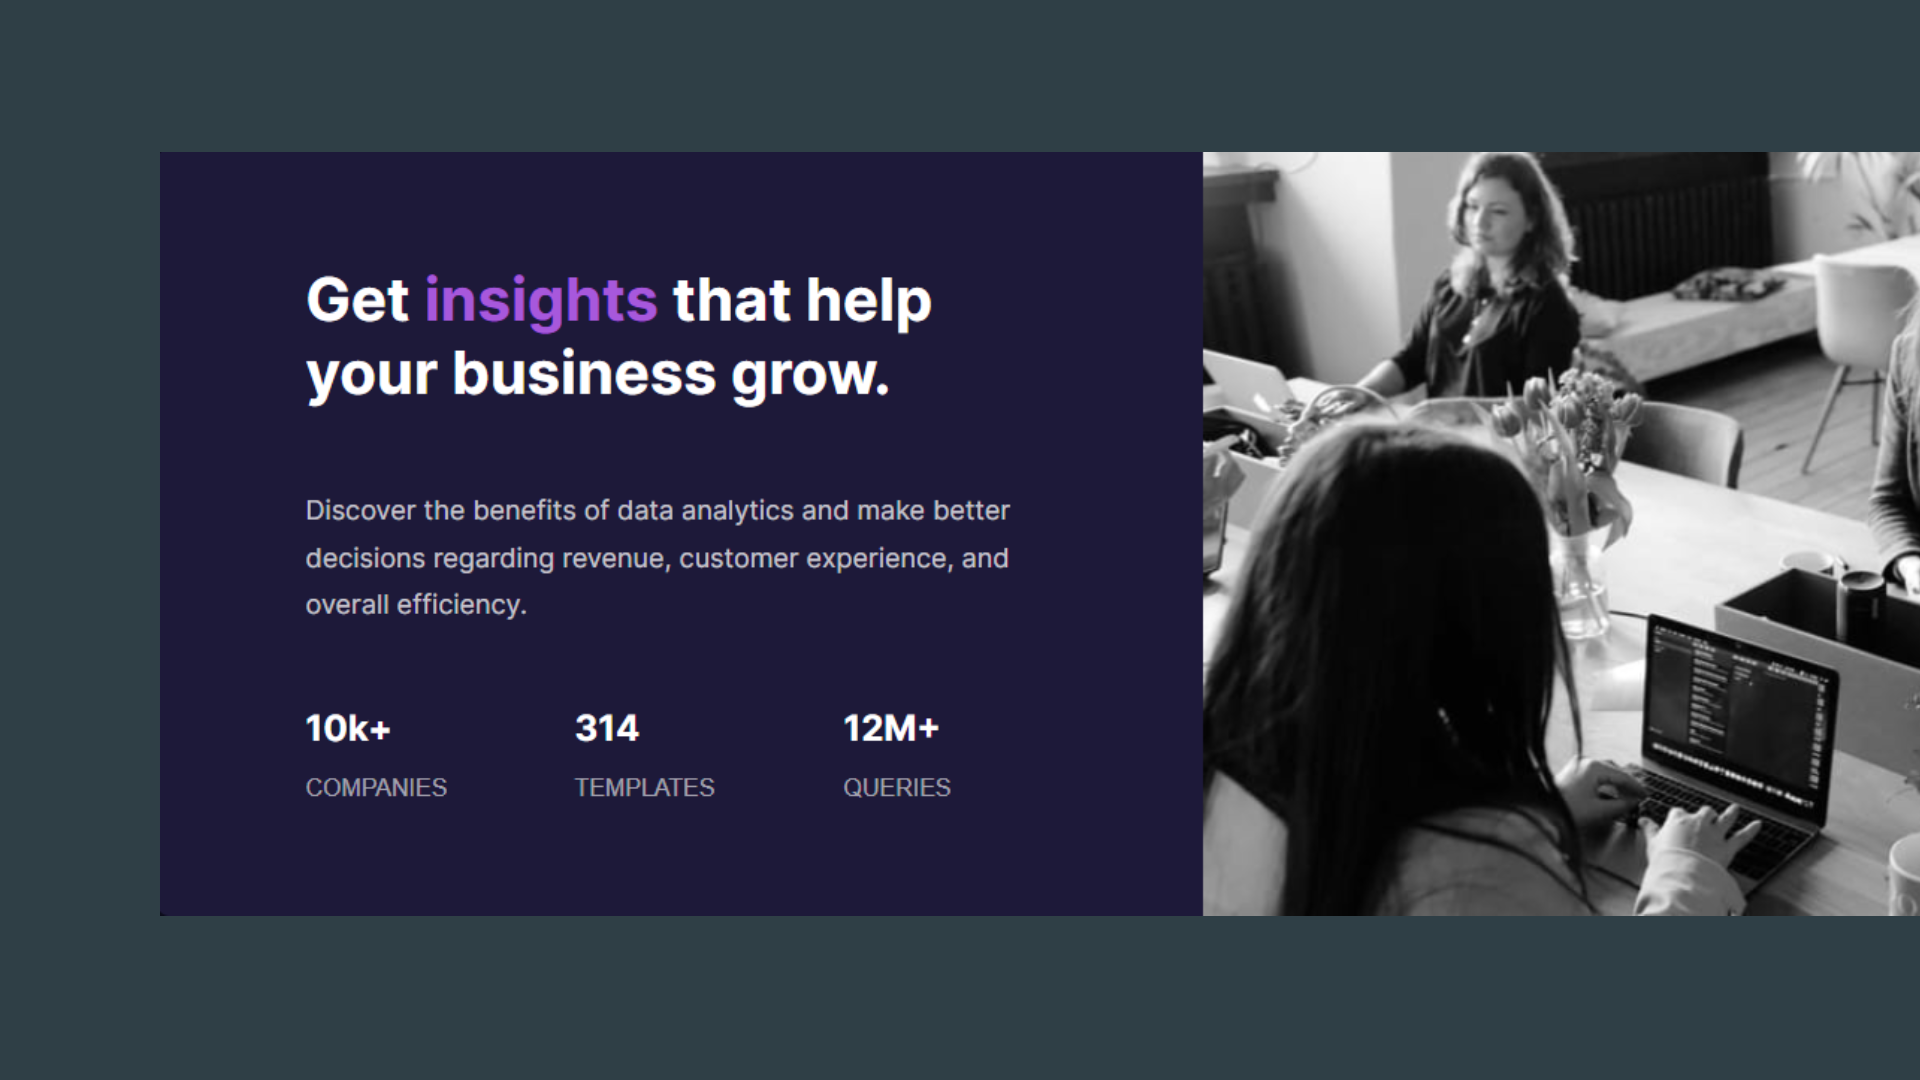 Get insights that help
your business grow.
Discover the benefits of data analytics and make better
decisions regarding revenue, customer experience, and
overall efficiency.
10k+ 314 12M+
COMPANIES TEMPLATES QUERIES